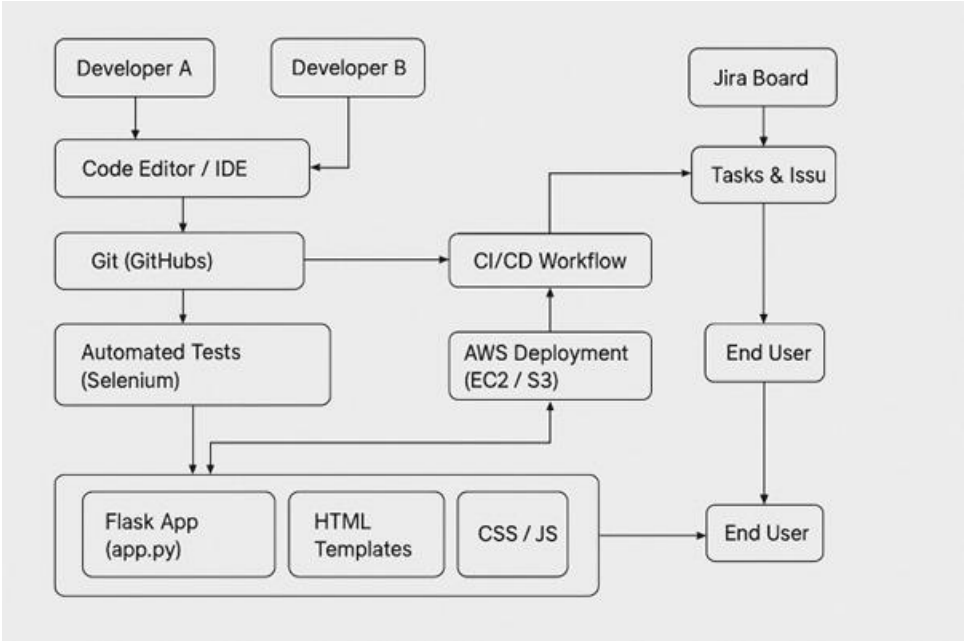 Developer A
Developer B
Jira Board
Code Editor / IDE
Tasks & Issu
Git (GitHubs)
CI/CD Workflow
Automated Tests
(Selenium)
AWS Deployment
(EC2 / S3)
End User
Flask App
(app.py)
HTML
Templates
CSS / JS
End User